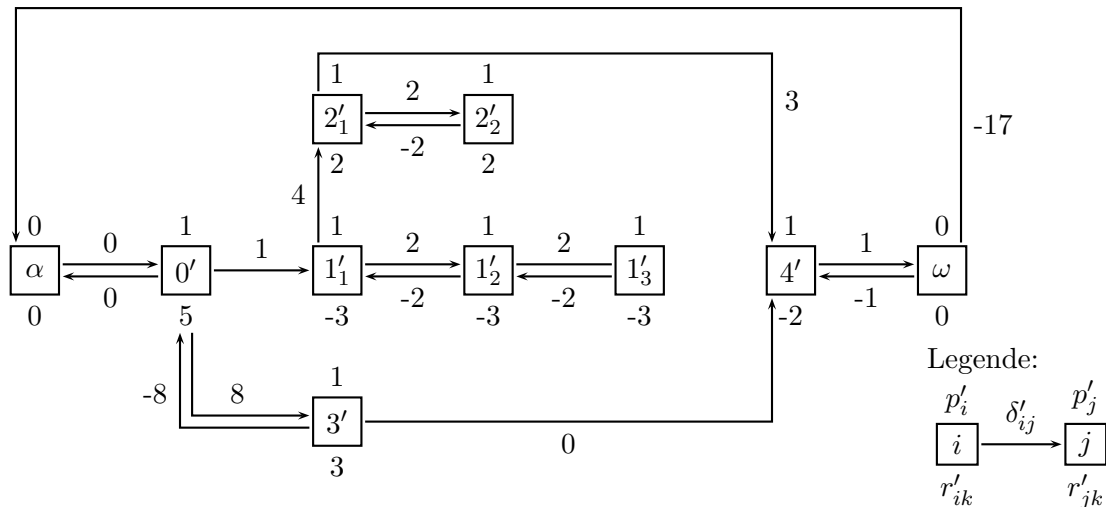 1 1
2
2′₁ 2′₂
3
-2
-17
2 2
4
0 1 1 1 1 1 0
0 1 2 2 1
α 0′ 1′₁ 1′₂ 1′₃ 4′ ω
0 -2 -2 -1
0 5 -3 -3 -3 -2 0
Legende:
-8 8 1
p′ᵢ δ′ᵢⱼ p′ⱼ
3′
0
i j
3
r′ᵢₖ r′ⱼₖ